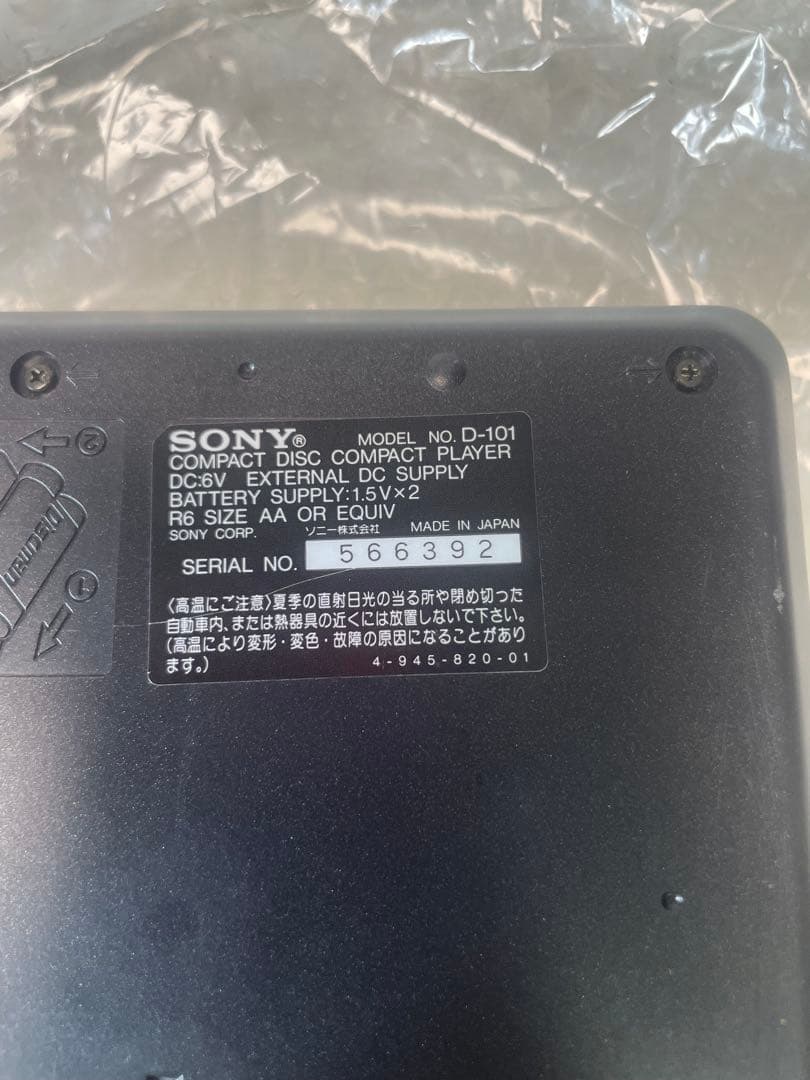 SONY® MODEL NO. D-101
COMPACT DISC COMPACT PLAYER
DC:6V EXTERNAL DC SUPPLY
BATTERY SUPPLY:1.5V×2
R6 SIZE AA OR EQUIV
SONY CORP. ソニー株式会社 MADE IN JAPAN
SERIAL NO. 566392
〈高温にご注意〉夏季の直射日光の当る所や閉め切った
自動車内、または熱器具の近くには放置しないで下さい。
(高温により変形・変色・故障の原因になることがあり
ます。) 4-945-820-01
②